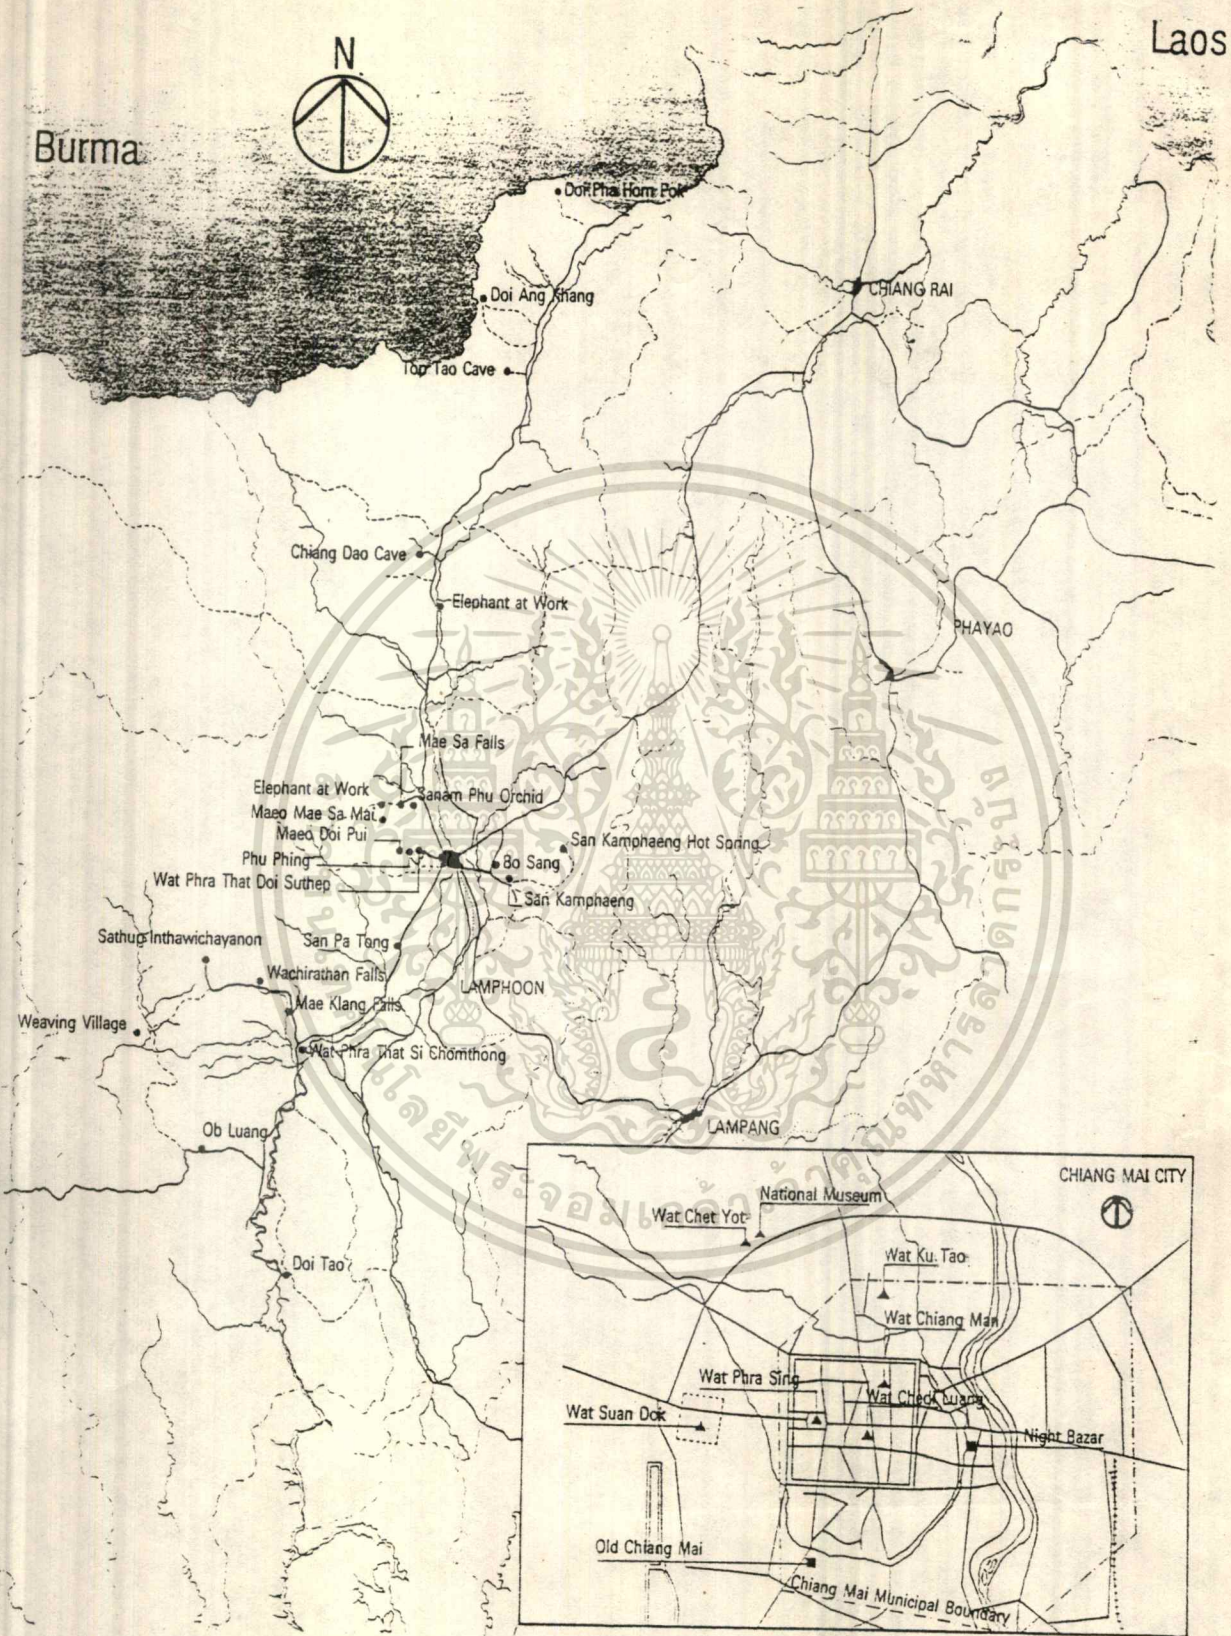 N
Laos
Burma
Doi Pha Hom Pok
CHIANG RAI
Doi Ang Khang
Top Tao Cave
Chiang Dao Cave
Elephant at Work
PHAYAO
Mae Sa Falls
Elephant at Work
Sanam Phu Orchid
Maeo Mae Sa Mai
Maeo Doi Pui
San Kamphaeng Hot Spring
Phu Phing
Bo Sang
Wat Phra That Doi Suthep
San Kamphaeng
Sathup Inthawichayanon
San Pa Tong
Wachirathan Falls
LAMPHOON
Mae Klang Falls
Weaving Village
Wat Phra That Si Chomthong
LAMPANG
Ob Luang
Doi Tao
CHIANG MAI CITY
National Museum
Wat Chet Yot
Wat Ku Tao
Wat Chiang Man
Wat Phra Sing
Wat Chedi Luang
Wat Suan Dok
Night Bazar
Old Chiang Mai
Chiang Mai Municipal Boundary